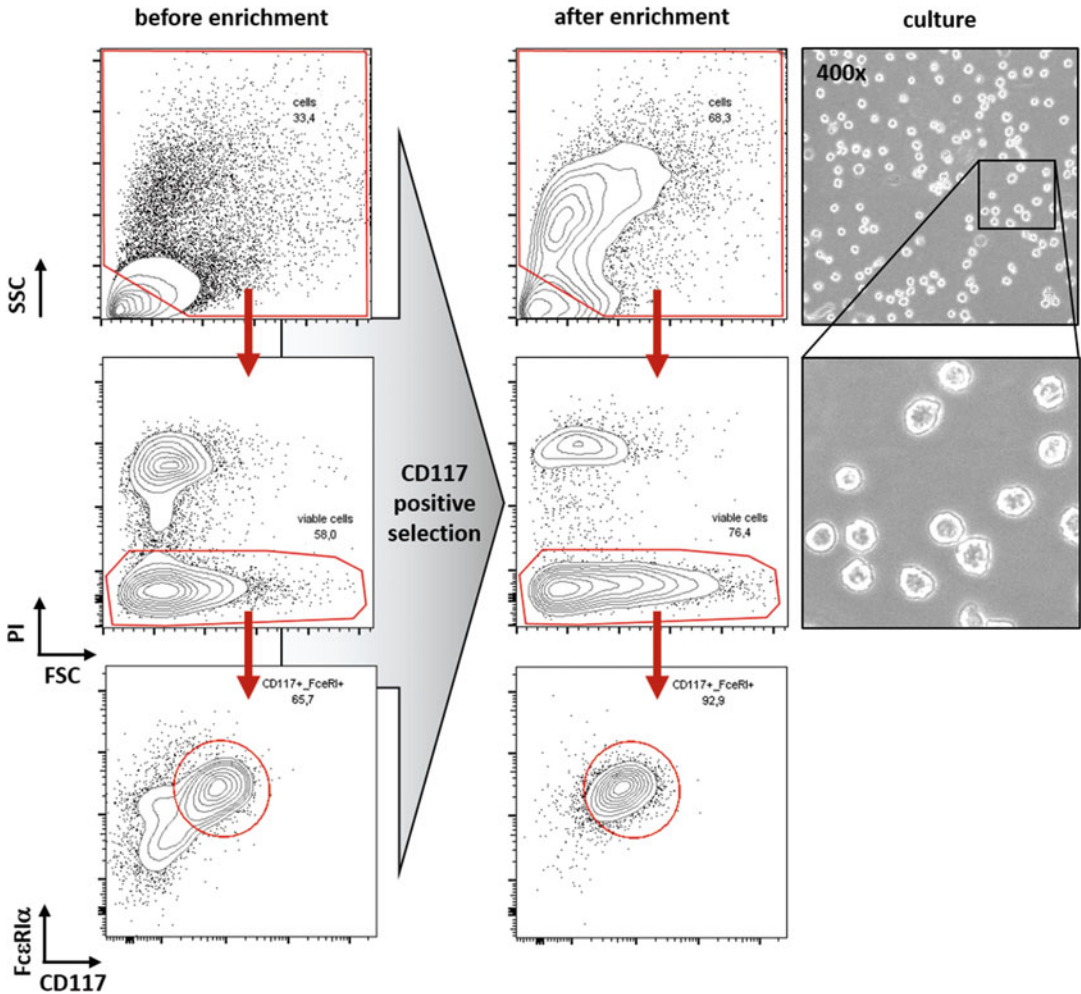 before enrichment
after enrichment
culture
cells
33,4
cells
68,3
400x
SSC
viable cells
58,0
CD117
positive
selection
viable cells
76,4
PI
FSC
CD117+_FceRI+
65,7
CD117+_FceRI+
92,9
FcεRIα
CD117